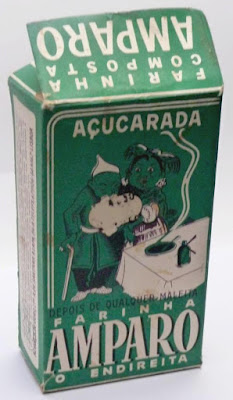 FARINHA
COMPOSTA
AMPARO
AÇUCARADA
DEPOIS DE QUALQUER MALEITA
FARINHA
AMPARO
O ENDIREITA